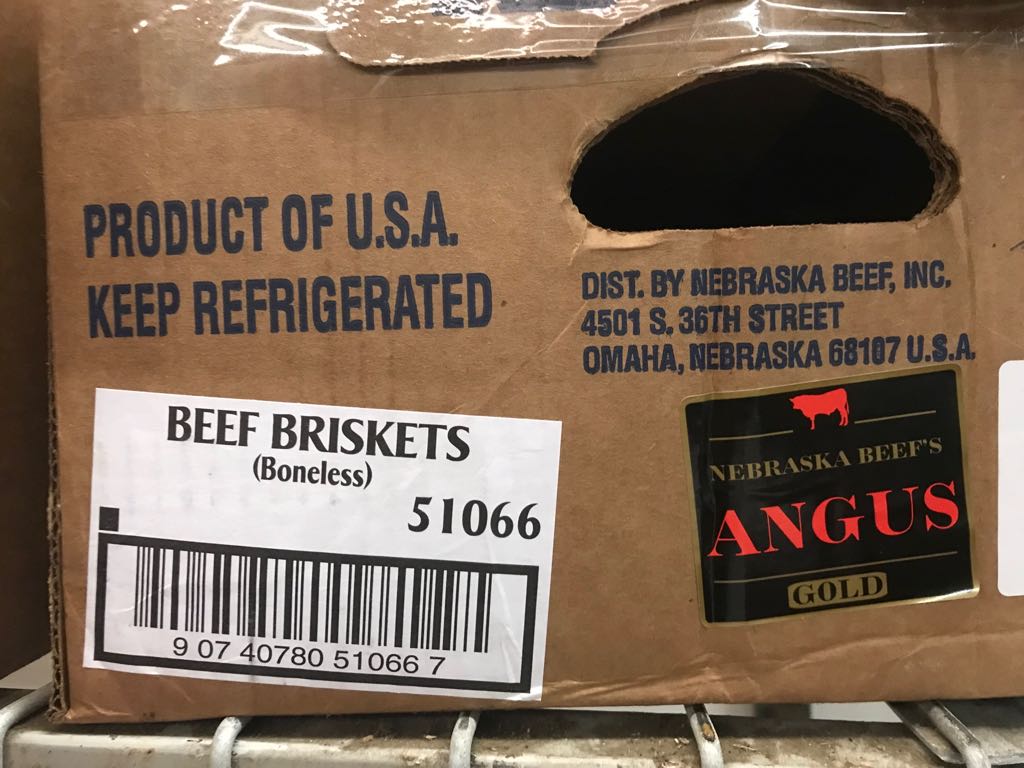 PRODUCT OF U.S.A.
KEEP REFRIGERATED
DIST. BY NEBRASKA BEEF, INC.
4501 S. 36TH STREET
OMAHA, NEBRASKA 68107 U.S.A.
BEEF BRISKETS
(Boneless)
51066
9 07 40780 51066 7
NEBRASKA BEEF'S
ANGUS
GOLD